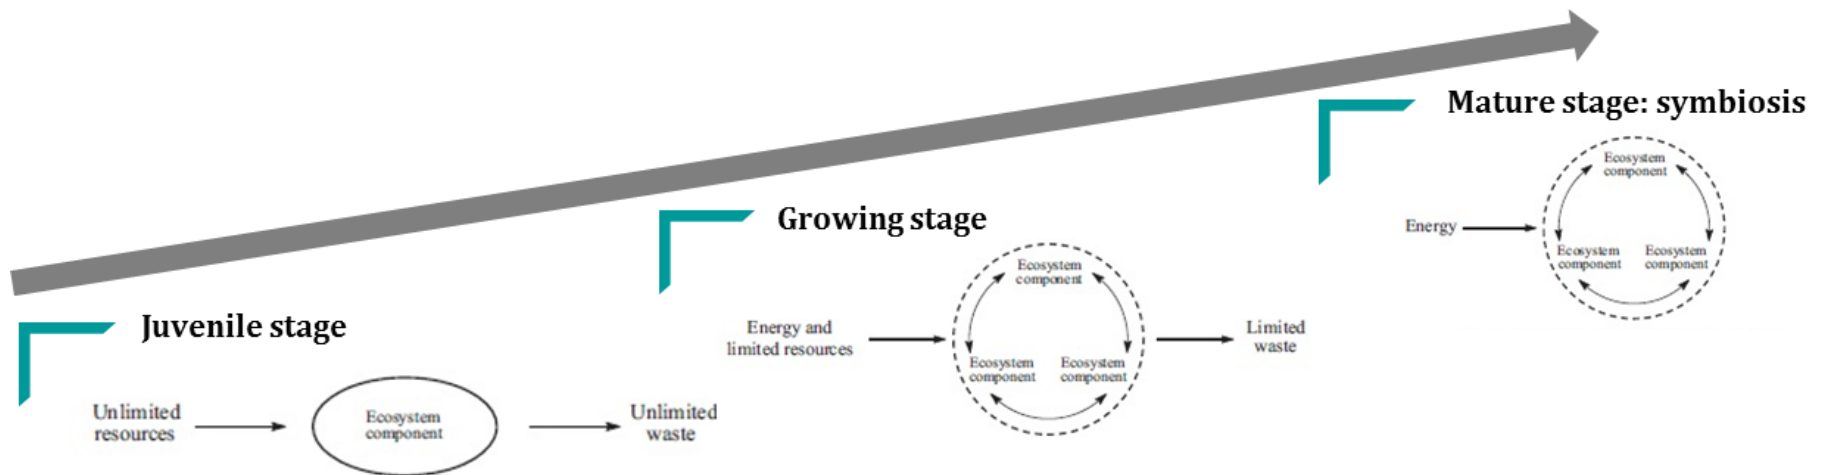 Mature stage: symbiosis
Ecosystem
component
Energy
Ecosystem
component
Ecosystem
component
Growing stage
Ecosystem
component
Energy and
limited resources
Ecosystem
component
Ecosystem
component
Limited
waste
Juvenile stage
Unlimited
resources
Ecosystem
component
Unlimited
waste